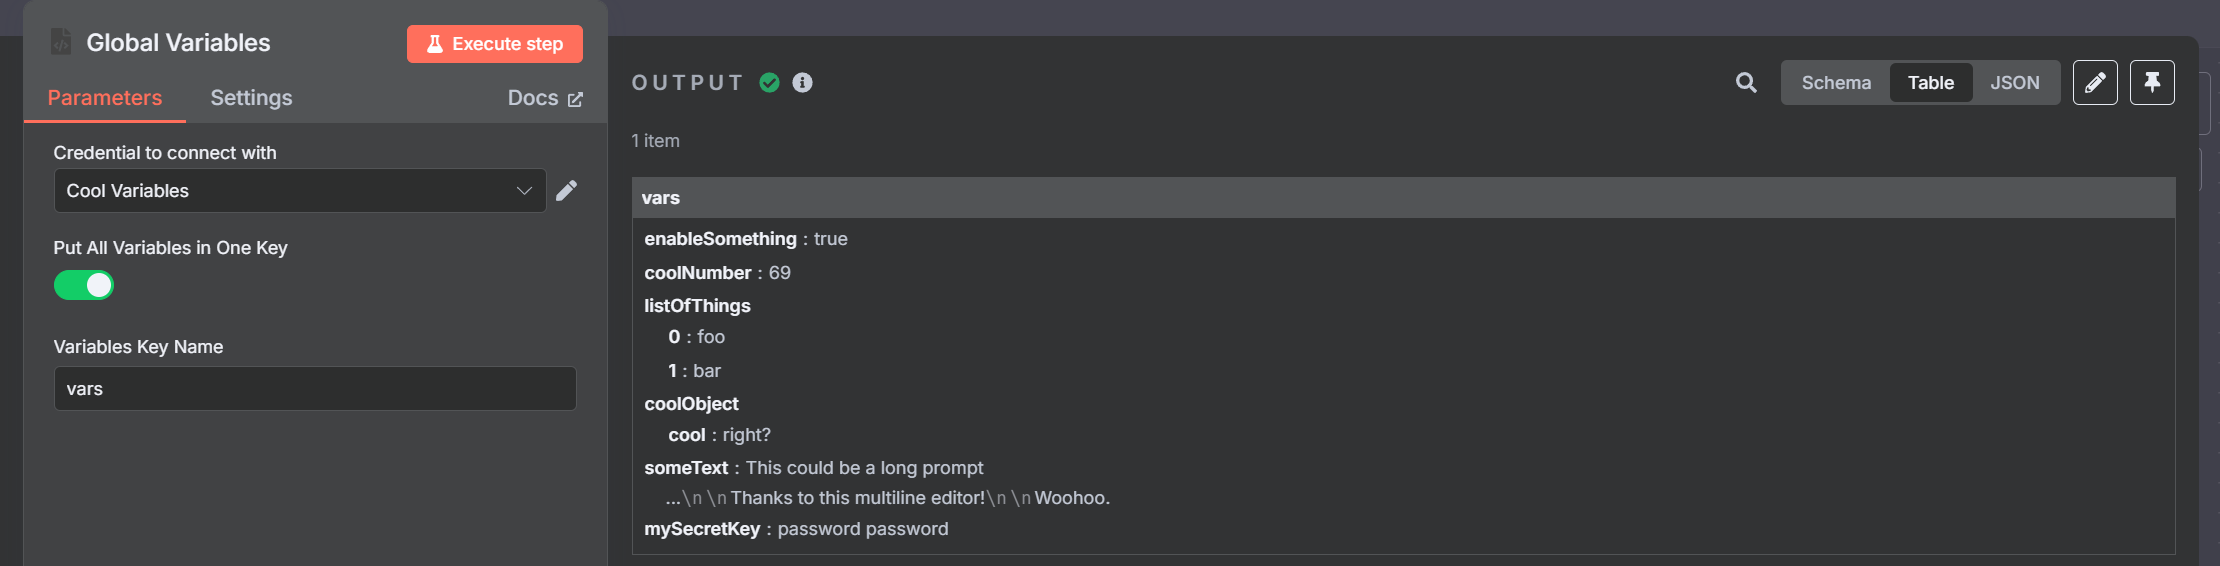 Global Variables
Execute step
Parameters
Settings
Docs
Credential to connect with
Cool Variables
Put All Variables in One Key
Variables Key Name
vars
OUTPUT
Schema
Table
JSON
1 item
vars
enableSomething : true
coolNumber : 69
listOfThings
0 : foo
1 : bar
coolObject
cool : right?
someText : This could be a long prompt
...\n \n Thanks to this multiline editor!\n \n Woohoo.
mySecretKey : password password